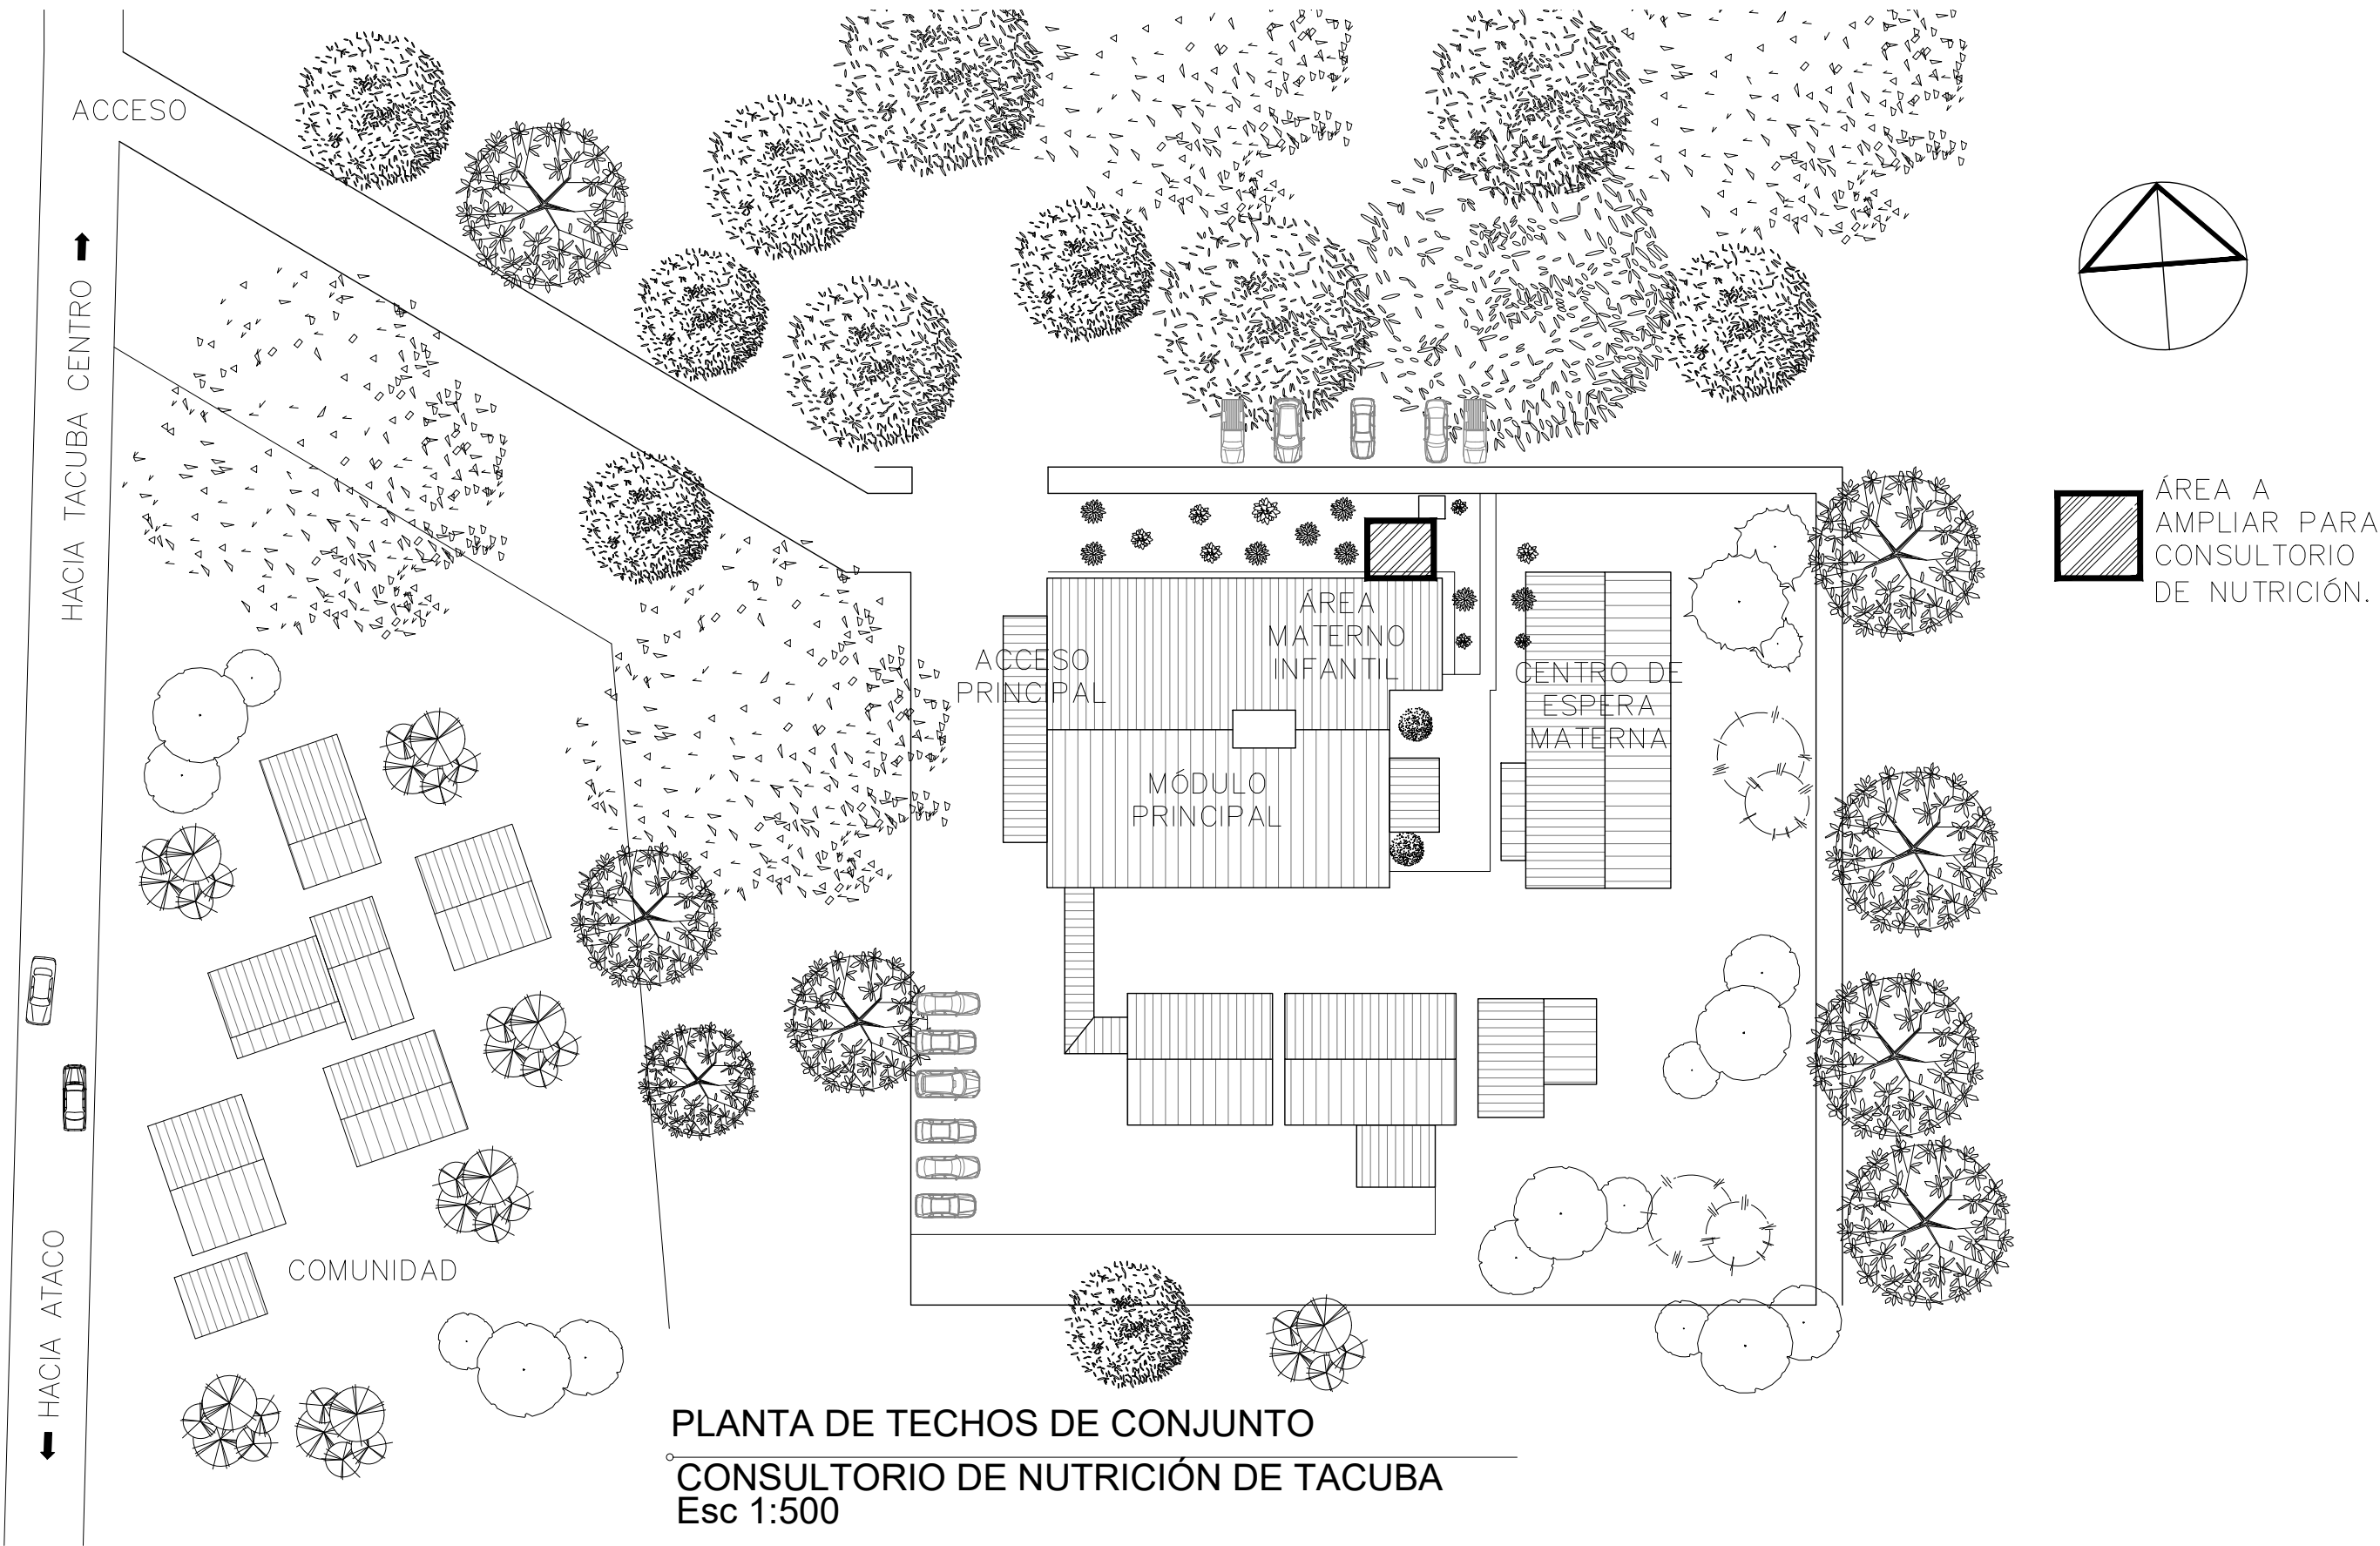 ACCESO
HACIA TACUBA CENTRO
HACIA ATACO
COMUNIDAD
ACCESO
PRINCIPAL
ÁREA
MATERNO
INFANTIL
MÓDULO
PRINCIPAL
CENTRO DE
ESPERA
MATERNA
ÁREA A
AMPLIAR PARA
CONSULTORIO
DE NUTRICIÓN.
PLANTA DE TECHOS DE CONJUNTO
CONSULTORIO DE NUTRICIÓN DE TACUBA
Esc 1:500